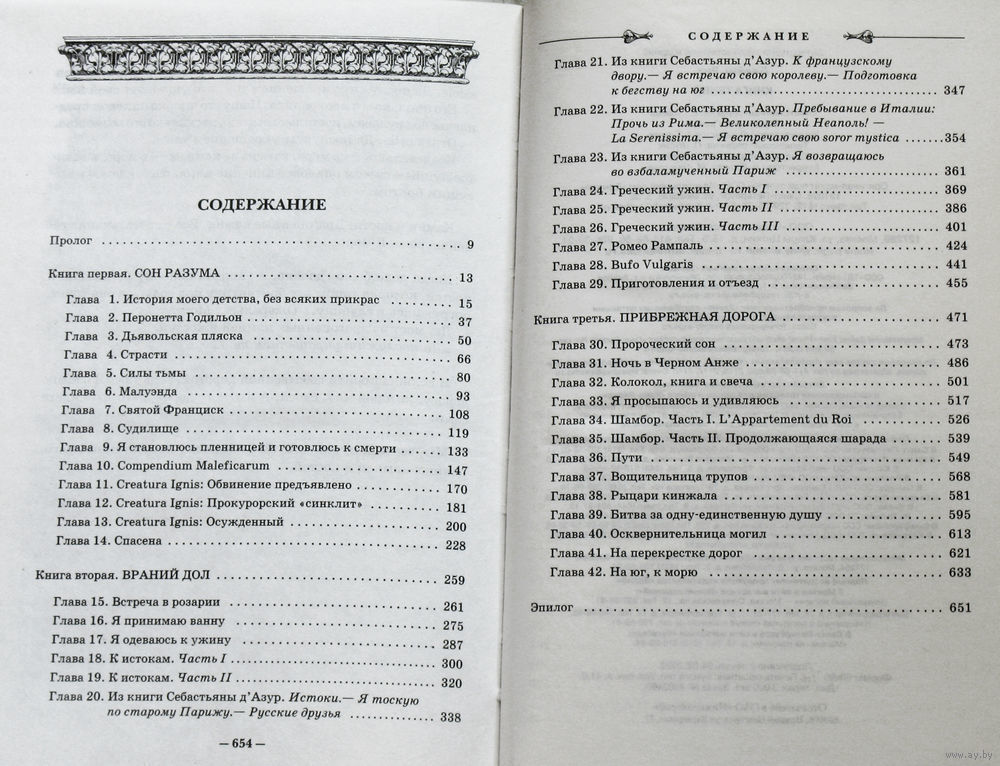 СОДЕРЖАНИЕ
Пролог ........ 9
Книга первая. СОН РАЗУМА ........ 13
Глава 1. История моего детства, без всяких прикрас ........ 15
Глава 2. Перонетта Годильон ........ 37
Глава 3. Дьявольская пляска ........ 50
Глава 4. Страсти ........ 66
Глава 5. Силы тьмы ........ 80
Глава 6. Малуэнда ........ 93
Глава 7. Святой Франциск ........ 108
Глава 8. Судилище ........ 119
Глава 9. Я становлюсь пленницей и готовлюсь к смерти ........ 133
Глава 10. Compendium Maleficarum ........ 147
Глава 11. Creatura Ignis: Обвинение предъявлено ........ 170
Глава 12. Creatura Ignis: Прокурорский «синклит» ........ 181
Глава 13. Creatura Ignis: Осужденный ........ 200
Глава 14. Спасена ........ 228
Книга вторая. ВРАНИЙ ДОЛ ........ 259
Глава 15. Встреча в розарии ........ 261
Глава 16. Я принимаю ванну ........ 275
Глава 17. Я одеваюсь к ужину ........ 287
Глава 18. К истокам. Часть I ........ 300
Глава 19. К истокам. Часть II ........ 320
Глава 20. Из книги Себастьяны д’Азур. Истоки.— Я тоскую
по старому Парижу.— Русские друзья ........ 338
— 654 —
СОДЕРЖАНИЕ
Глава 21. Из книги Себастьяны д’Азур. К французскому
двору.— Я встречаю свою королеву.— Подготовка
к бегству на юг ........ 347
Глава 22. Из книги Себастьяны д’Азур. Пребывание в Италии:
Прочь из Рима.— Великолепный Неаполь! —
La Serenissima.— Я встречаю свою soror mystica ........ 354
Глава 23. Из книги Себастьяны д’Азур. Я возвращаюсь
во взбаламученный Париж ........ 361
Глава 24. Греческий ужин. Часть I ........ 369
Глава 25. Греческий ужин. Часть II ........ 386
Глава 26. Греческий ужин. Часть III ........ 401
Глава 27. Ромео Рампаль ........ 424
Глава 28. Bufo Vulgaris ........ 441
Глава 29. Приготовления и отъезд ........ 455
Книга третья. ПРИБРЕЖНАЯ ДОРОГА ........ 471
Глава 30. Пророческий сон ........ 473
Глава 31. Ночь в Черном Анже ........ 486
Глава 32. Колокол, книга и свеча ........ 501
Глава 33. Я просыпаюсь и удивляюсь ........ 517
Глава 34. Шамбор. Часть I. L’Appartement du Roi ........ 526
Глава 35. Шамбор. Часть II. Продолжающаяся шарада ........ 539
Глава 36. Пути ........ 549
Глава 37. Вощительница трупов ........ 568
Глава 38. Рыцари кинжала ........ 581
Глава 39. Битва за одну-единственную душу ........ 595
Глава 40. Осквернительница могил ........ 613
Глава 41. На перекрестке дорог ........ 621
Глава 42. На юг, к морю ........ 633
Эпилог ........ 651
www.ay.by